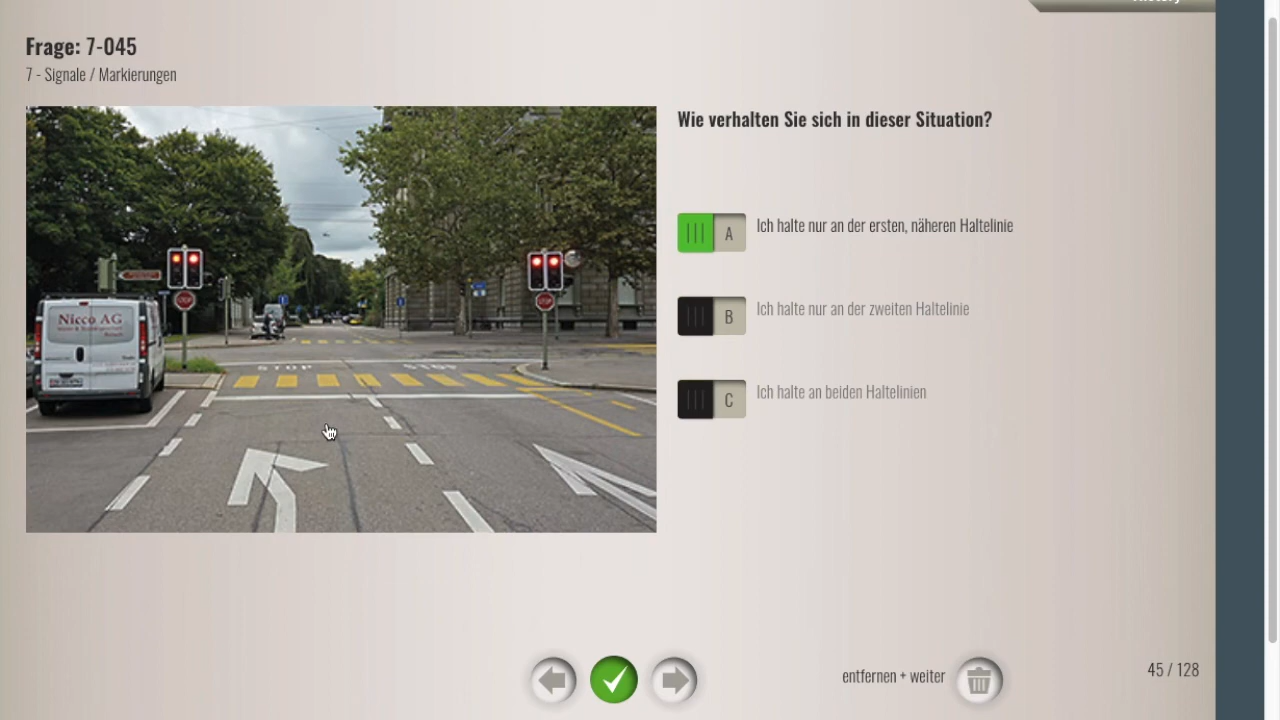 Frage: 7-045
7 - Signale / Markierungen
Wie verhalten Sie sich in dieser Situation?
A
Ich halte nur an der ersten, näheren Haltelinie
B
Ich halte nur an der zweiten Haltelinie
C
Ich halte an beiden Haltelinien
Nicco AG
STOP
STOP
STOP
STOP
entfernen + weiter
45 / 128